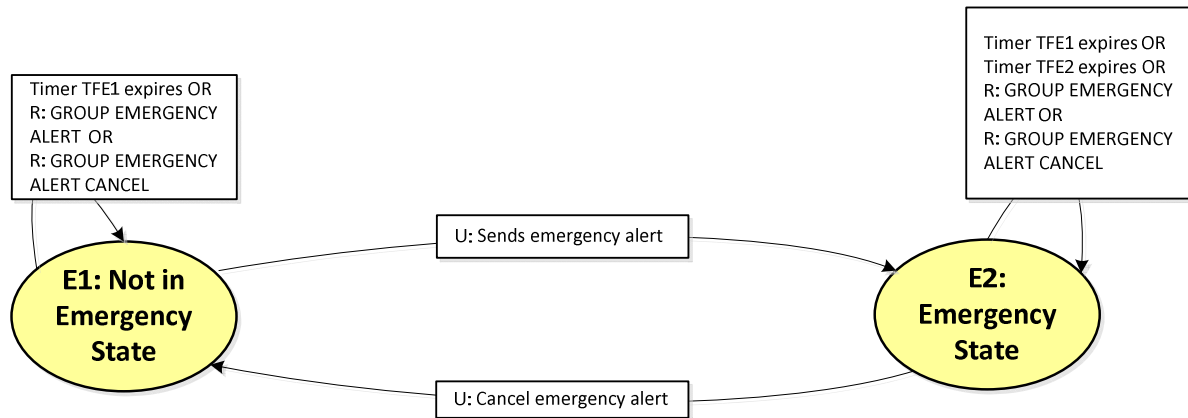 Timer TFE1 expires OR
R: GROUP EMERGENCY
ALERT OR
R: GROUP EMERGENCY
ALERT CANCEL
Timer TFE1 expires OR
Timer TFE2 expires OR
R: GROUP EMERGENCY
ALERT OR
R: GROUP EMERGENCY
ALERT CANCEL
U: Sends emergency alert
E1: Not in
Emergency
State
E2:
Emergency
State
U: Cancel emergency alert